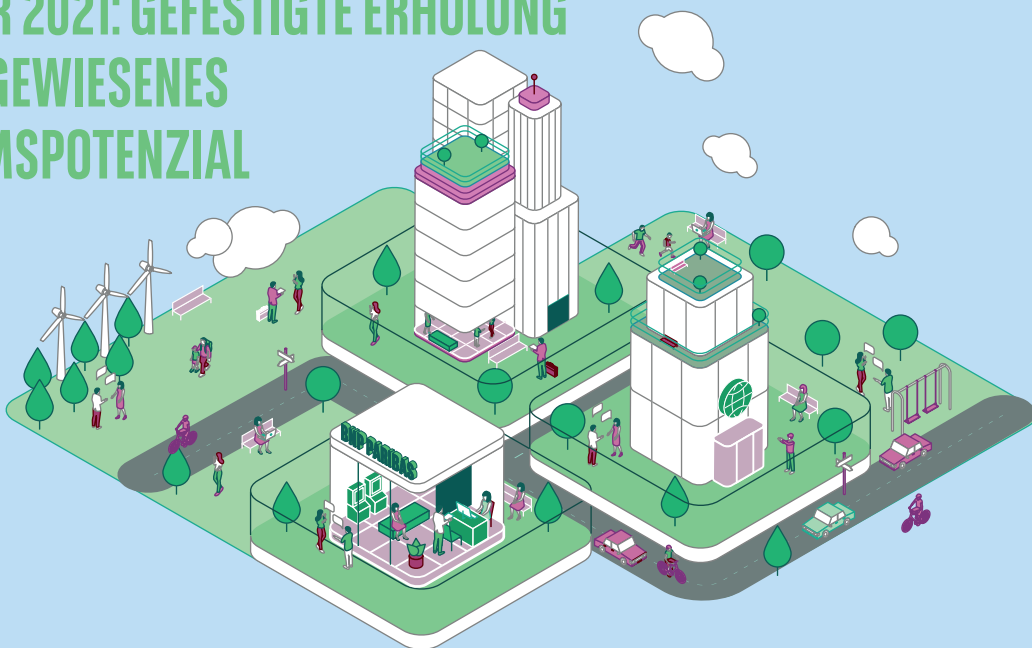 R 2021: GEFESTIGTE ERHOLUNG
GEWIESENES
MSPOTENZIAL
BNP PARIBAS